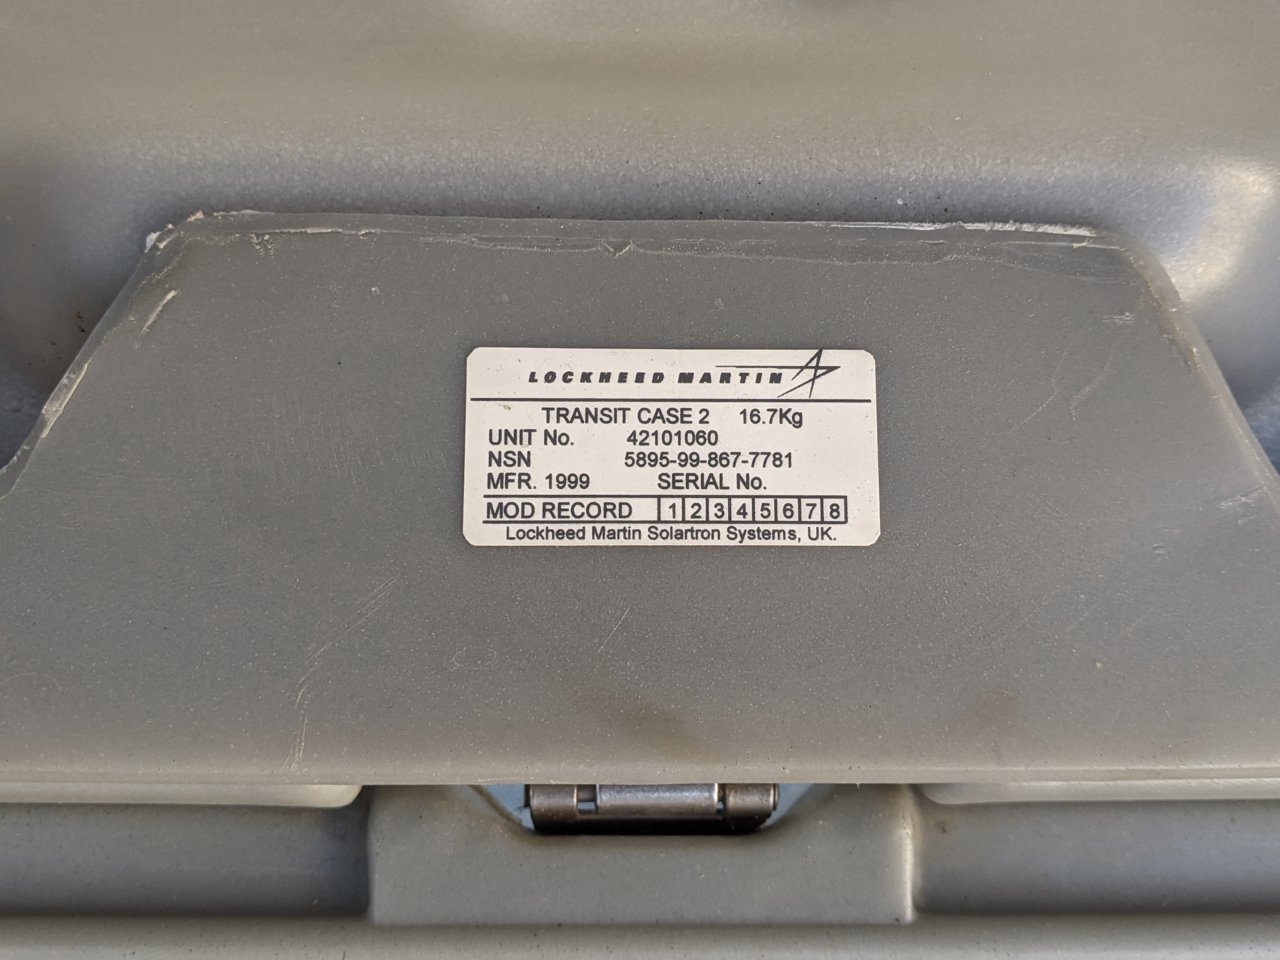 LOCKHEED MARTIN
TRANSIT CASE 2 16.7Kg
UNIT No. 42101060
NSN 5895-99-867-7781
MFR. 1999 SERIAL No.
MOD RECORD 1 2 3 4 5 6 7 8
Lockheed Martin Solartron Systems, UK.